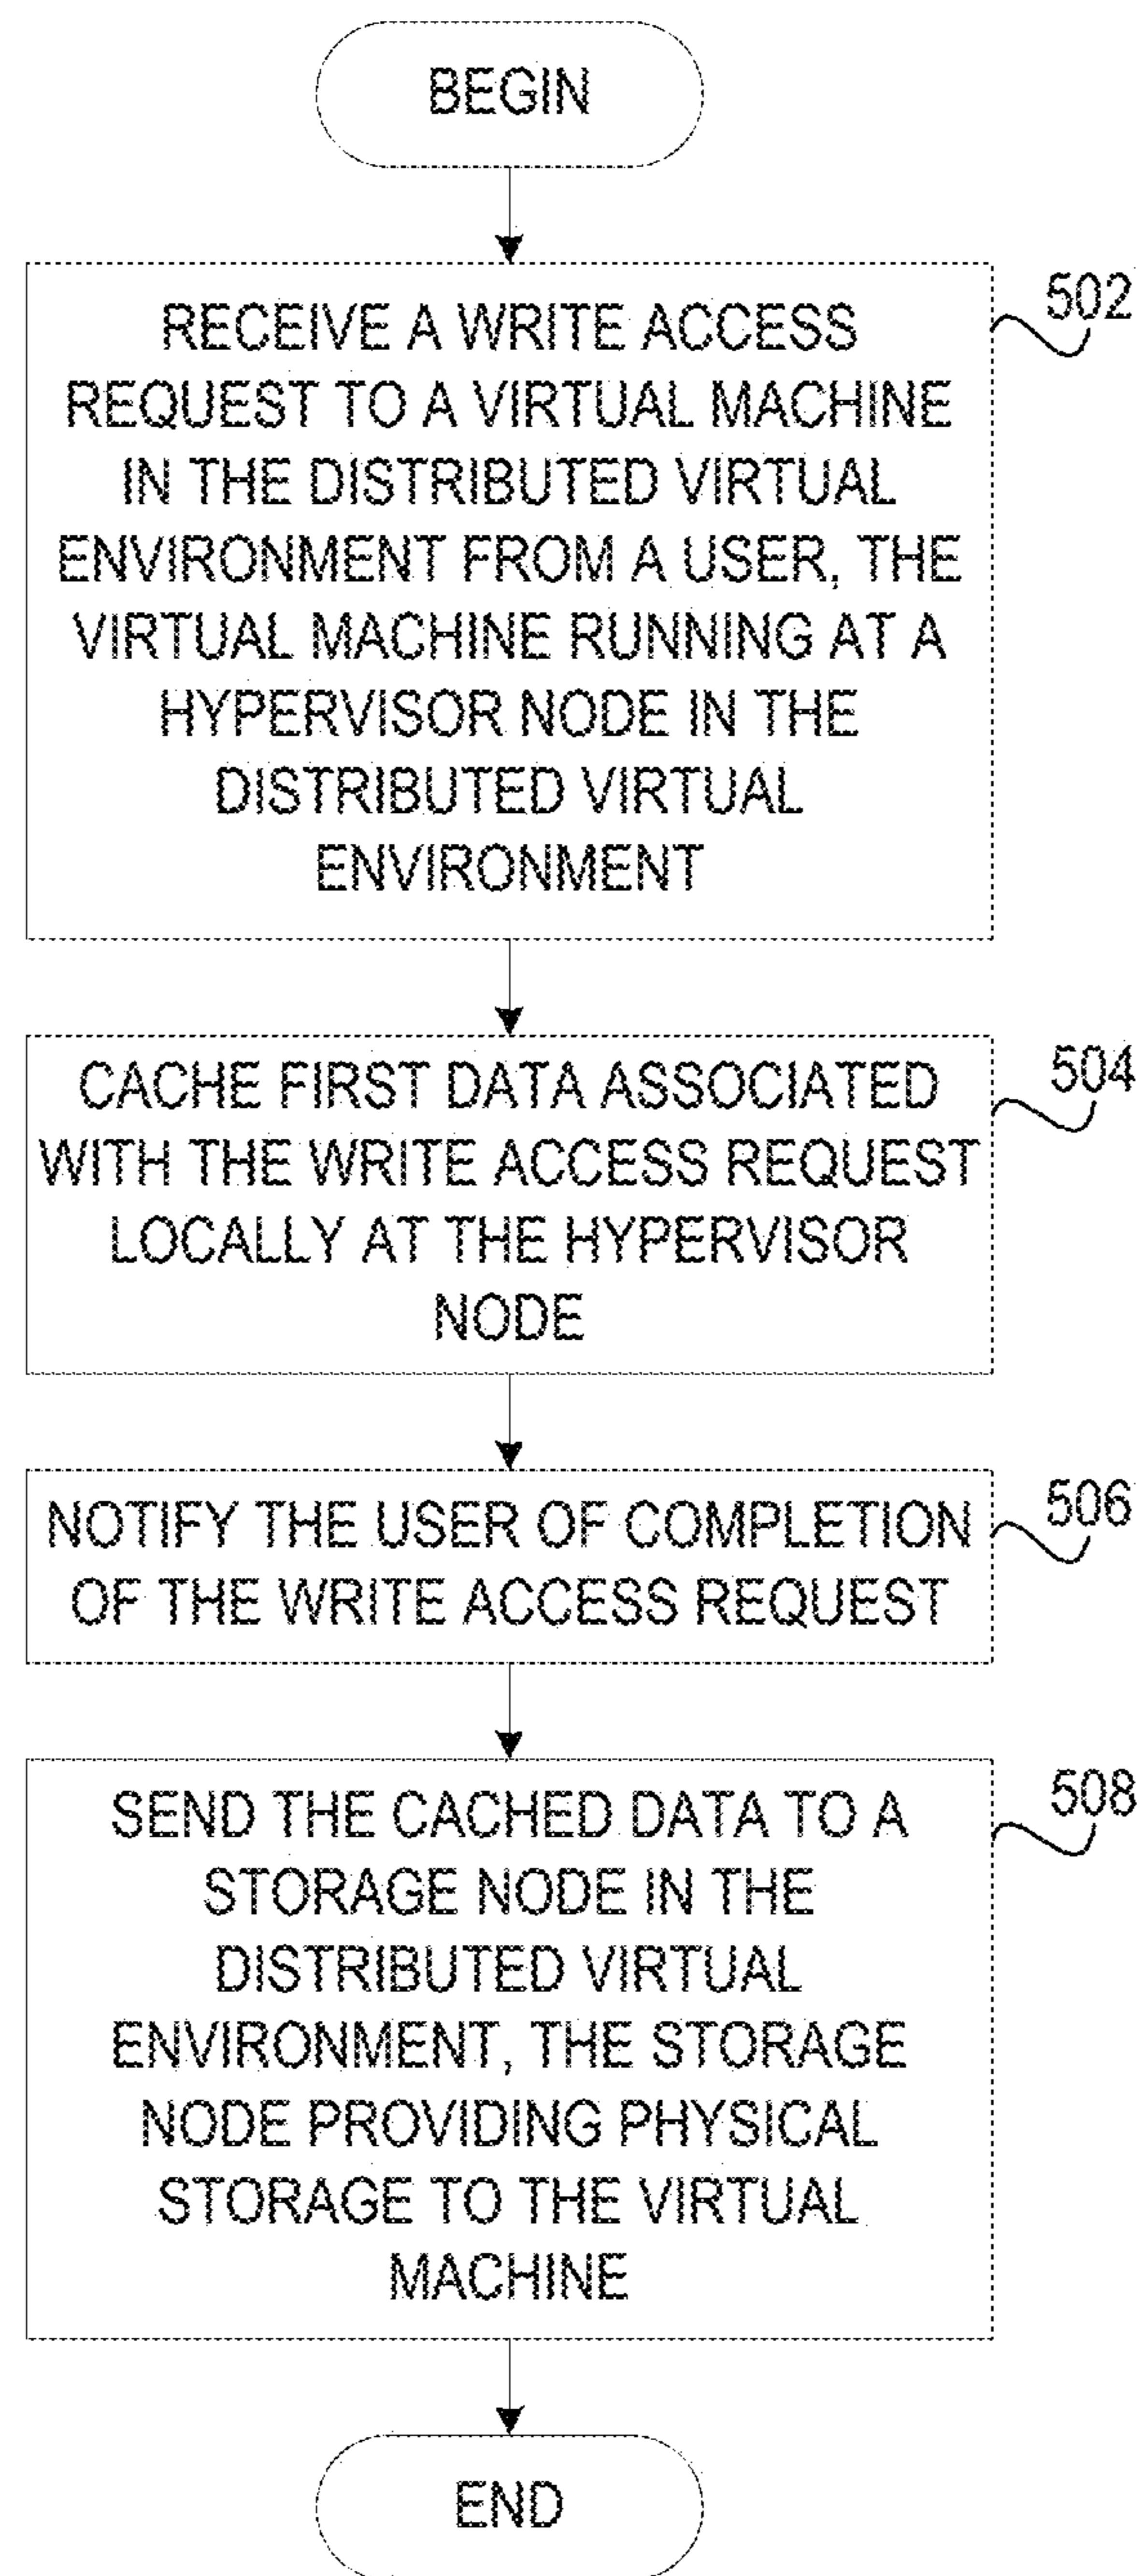 BEGIN
RECEIVE A WRITE ACCESS
REQUEST TO A VIRTUAL MACHINE
IN THE DISTRIBUTED VIRTUAL
ENVIRONMENT FROM A USER, THE
VIRTUAL MACHINE RUNNING AT A
HYPERVISOR NODE IN THE
DISTRIBUTED VIRTUAL
ENVIRONMENT
502
CACHE FIRST DATA ASSOCIATED
WITH THE WRITE ACCESS REQUEST
LOCALLY AT THE HYPERVISOR
NODE
504
NOTIFY THE USER OF COMPLETION
OF THE WRITE ACCESS REQUEST
506
SEND THE CACHED DATA TO A
STORAGE NODE IN THE
DISTRIBUTED VIRTUAL
ENVIRONMENT, THE STORAGE
NODE PROVIDING PHYSICAL
STORAGE TO THE VIRTUAL
MACHINE
508
END